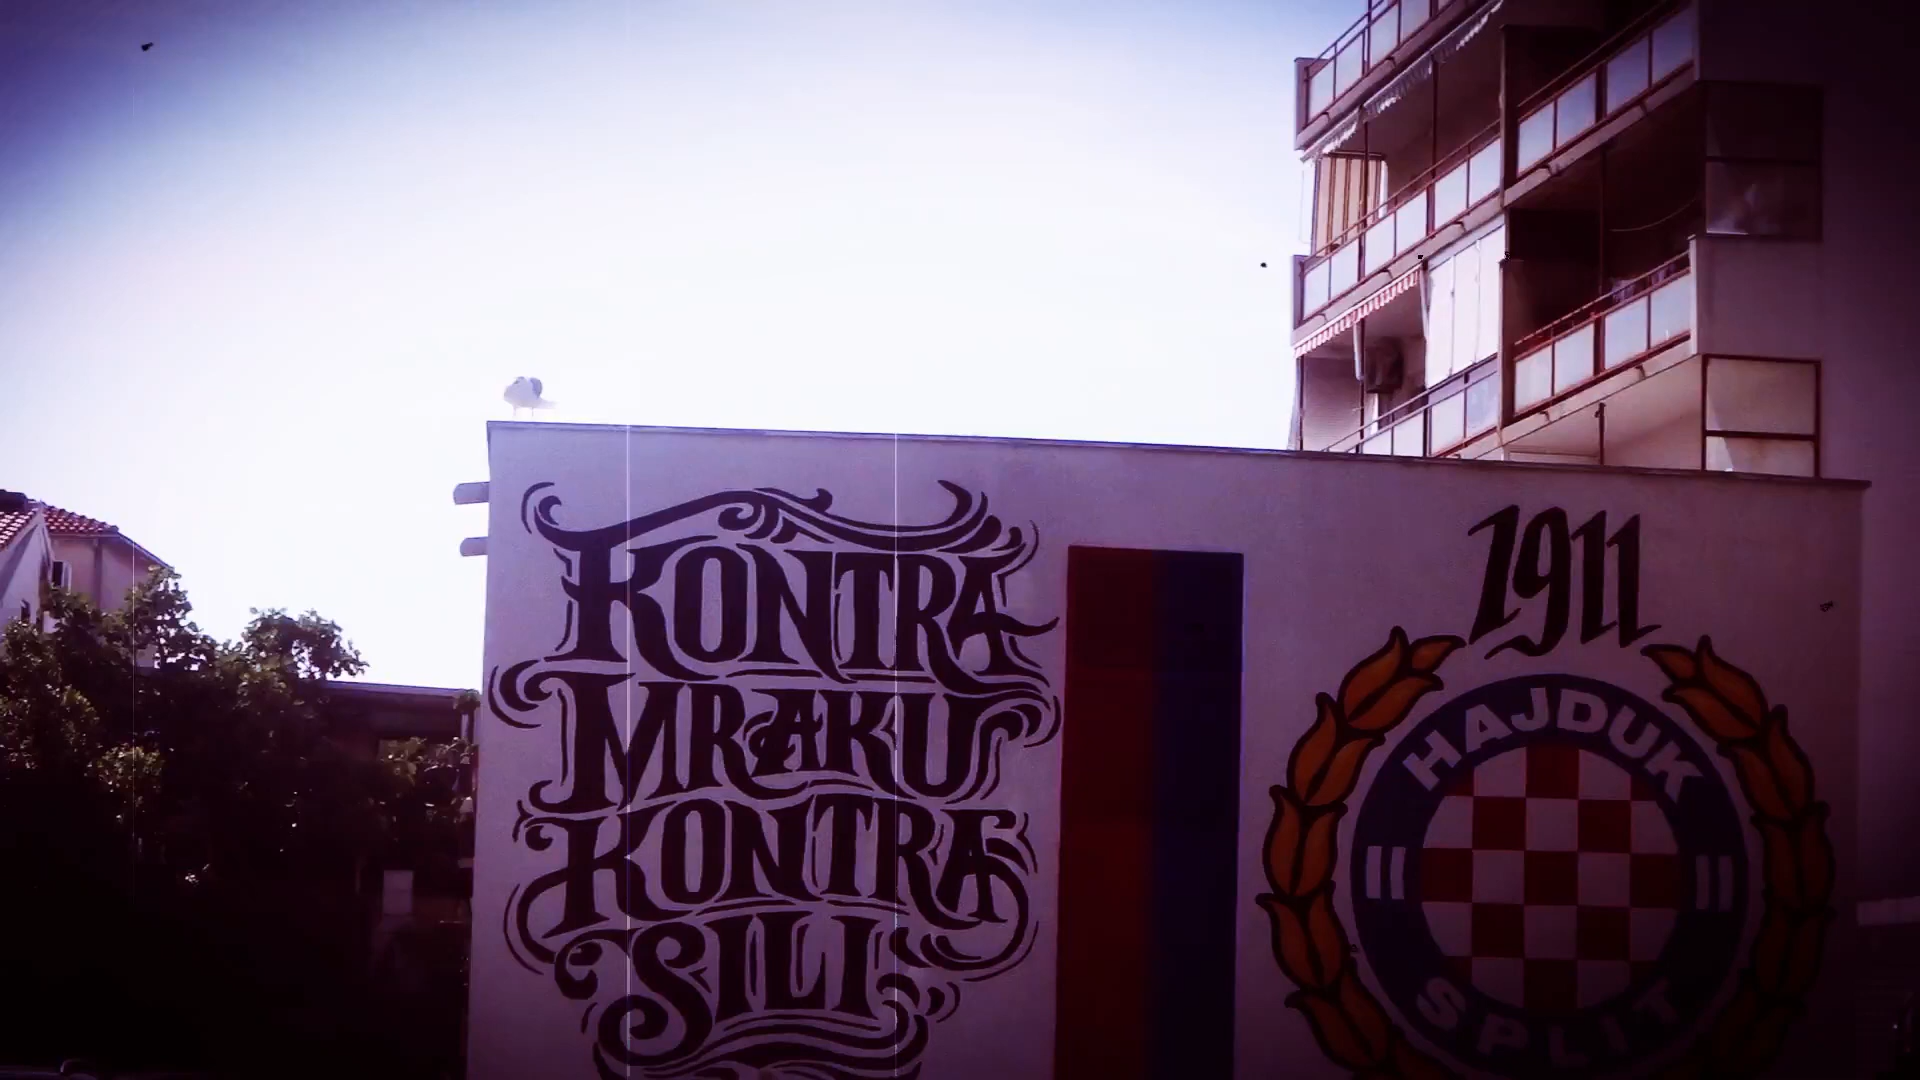 KONTRA
MRAKU
KONTRA
SILI
1911
HAJDUK
SPLIT